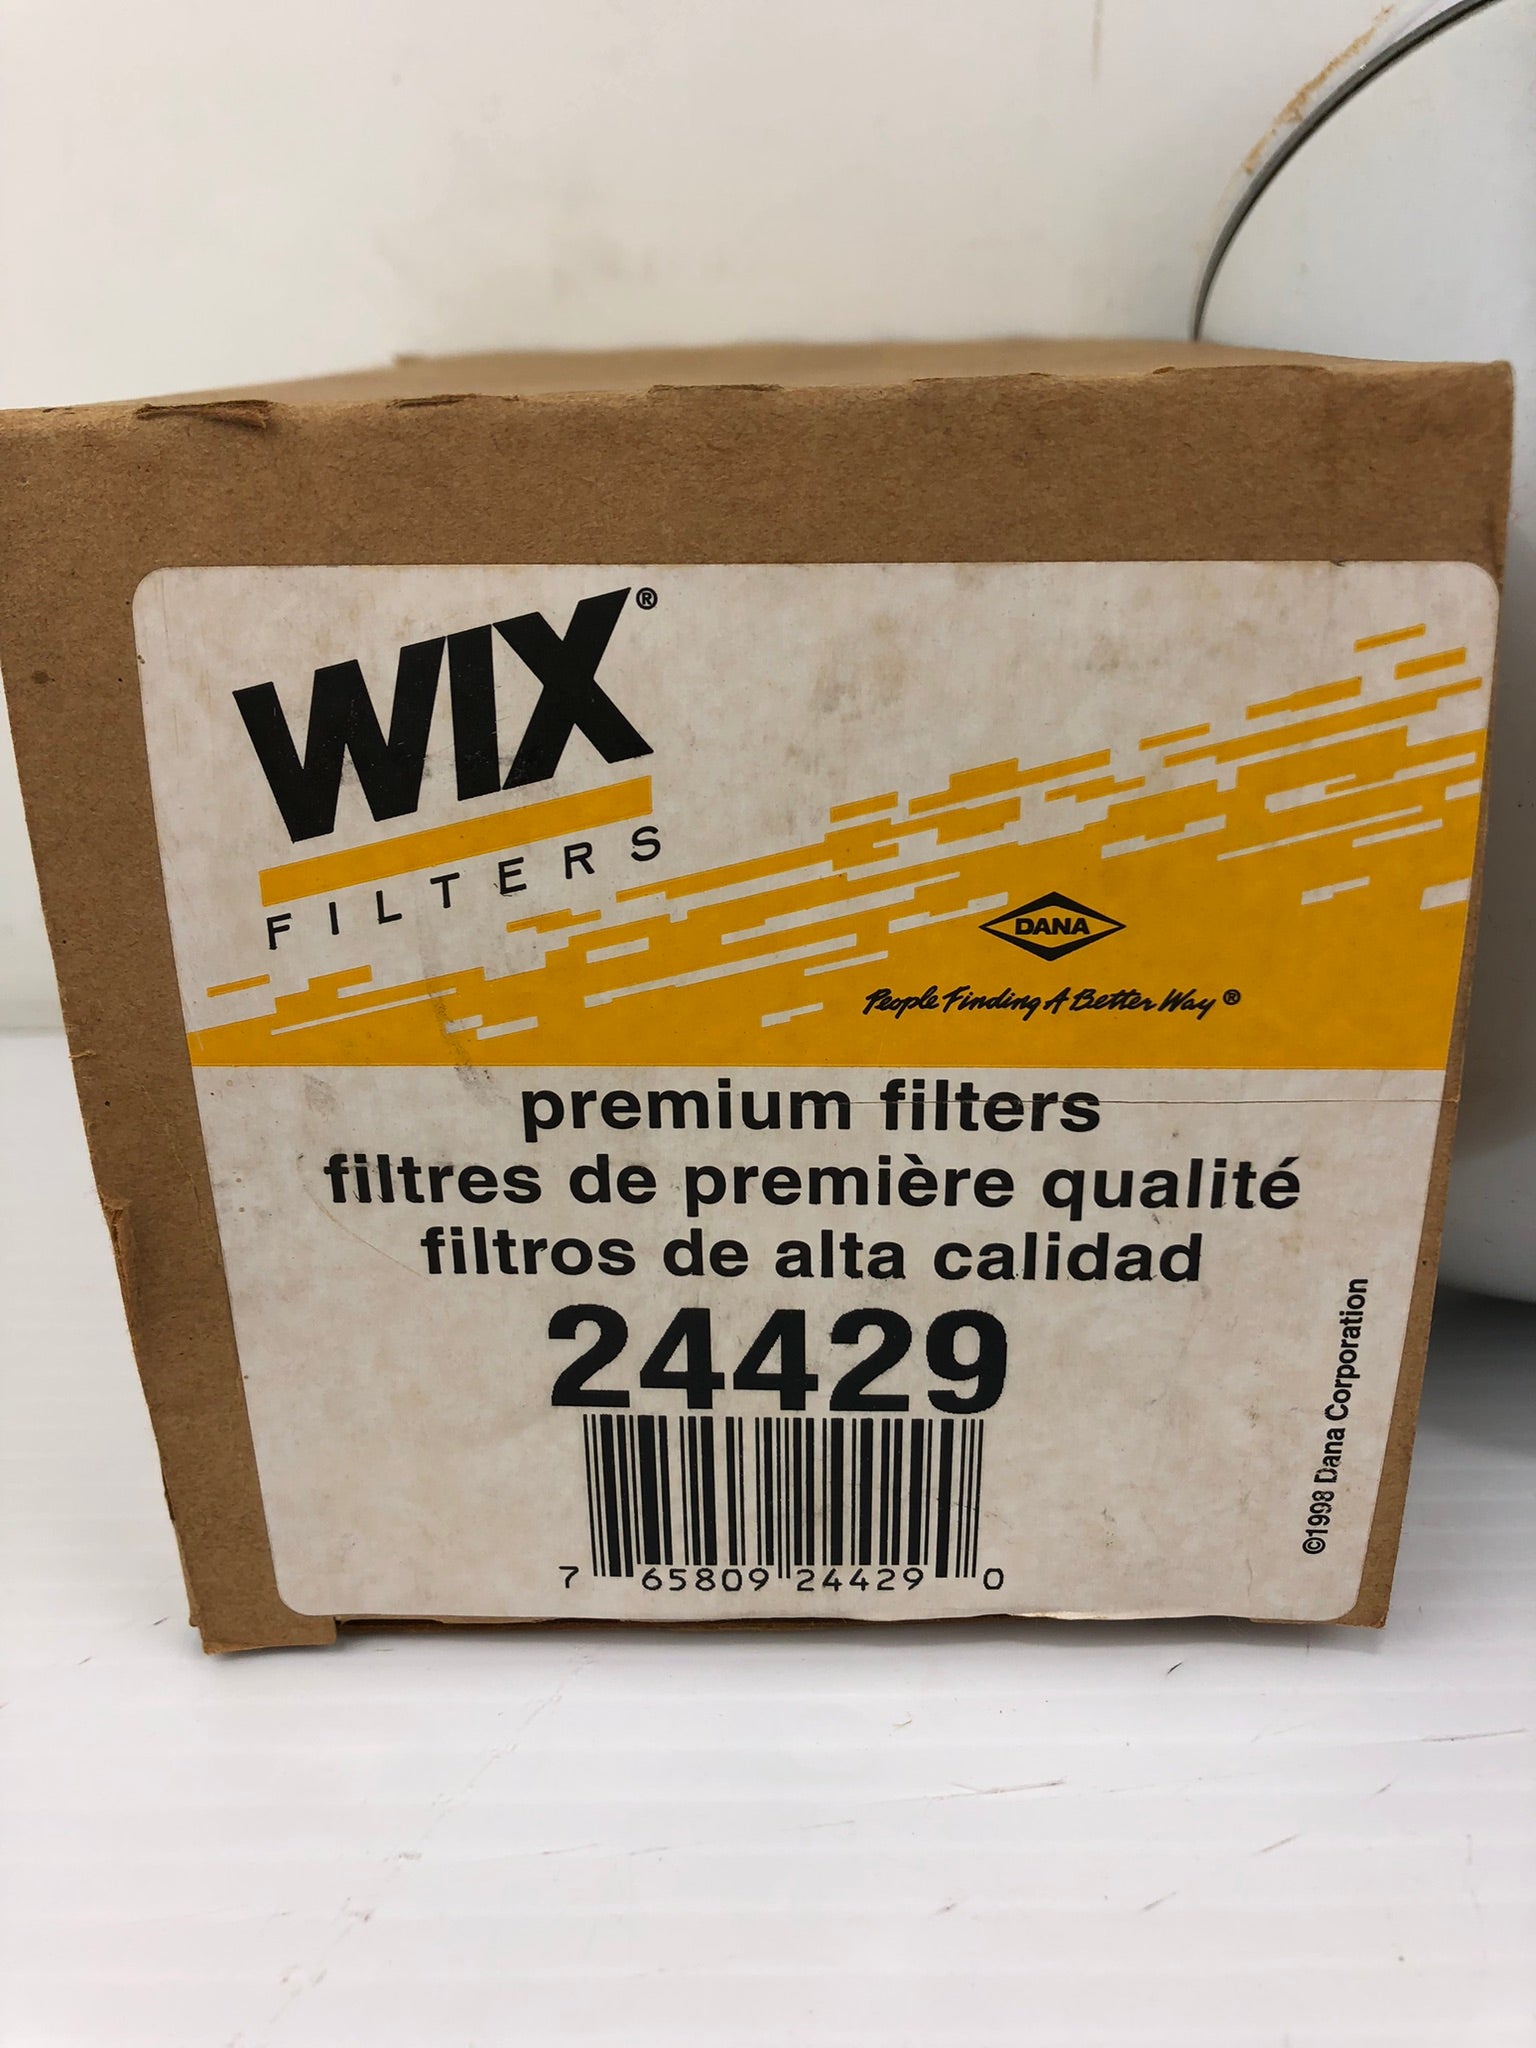 WIX®
FILTERS
DANA
People Finding A Better Way®
premium filters
filtres de première qualité
filtros de alta calidad
24429
7 65809 24429 0
©1998 Dana Corporation